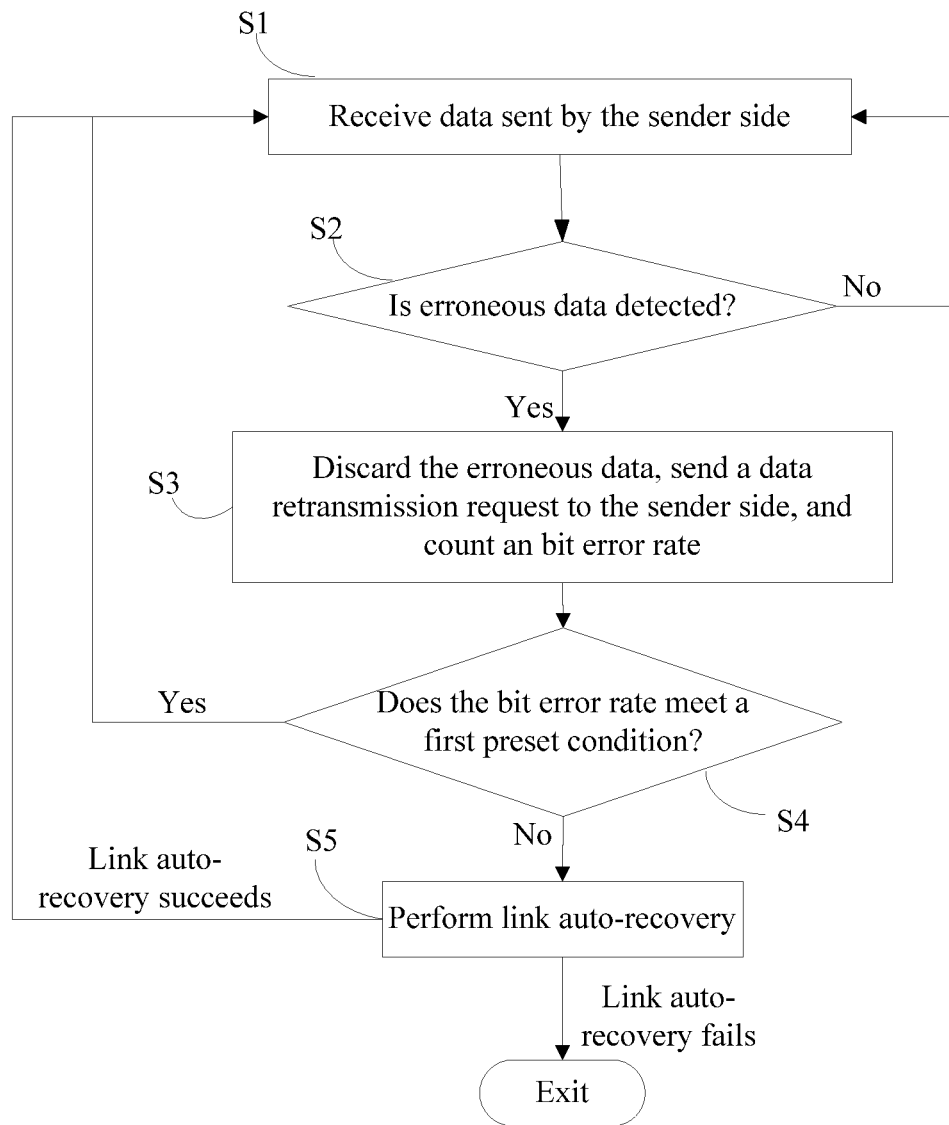 S1
Receive data sent by the sender side
S2
Is erroneous data detected?
No
Yes
S3
Discard the erroneous data, send a data
retransmission request to the sender side, and
count an bit error rate
Yes
Does the bit error rate meet a
first preset condition?
S4
No
S5
Link auto-
recovery succeeds
Perform link auto-recovery
Link auto-
recovery fails
Exit